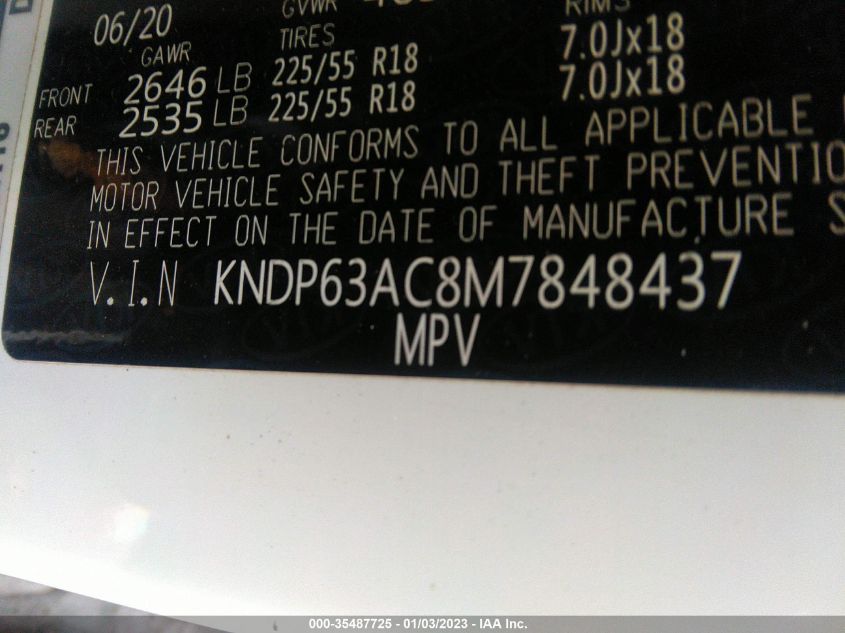 06/20 GVWR
GAWR TIRES RIMS
FRONT 2646 LB 225/55 R18 7.0Jx18
REAR 2535 LB 225/55 R18 7.0Jx18
THIS VEHICLE CONFORMS TO ALL APPLICABLE
MOTOR VEHICLE SAFETY AND THEFT PREVENTIO
IN EFFECT ON THE DATE OF MANUFACTURE S
V.I.N KNDP63AC8M7848437
MPV
000-35487725 - 01/03/2023 - IAA Inc.